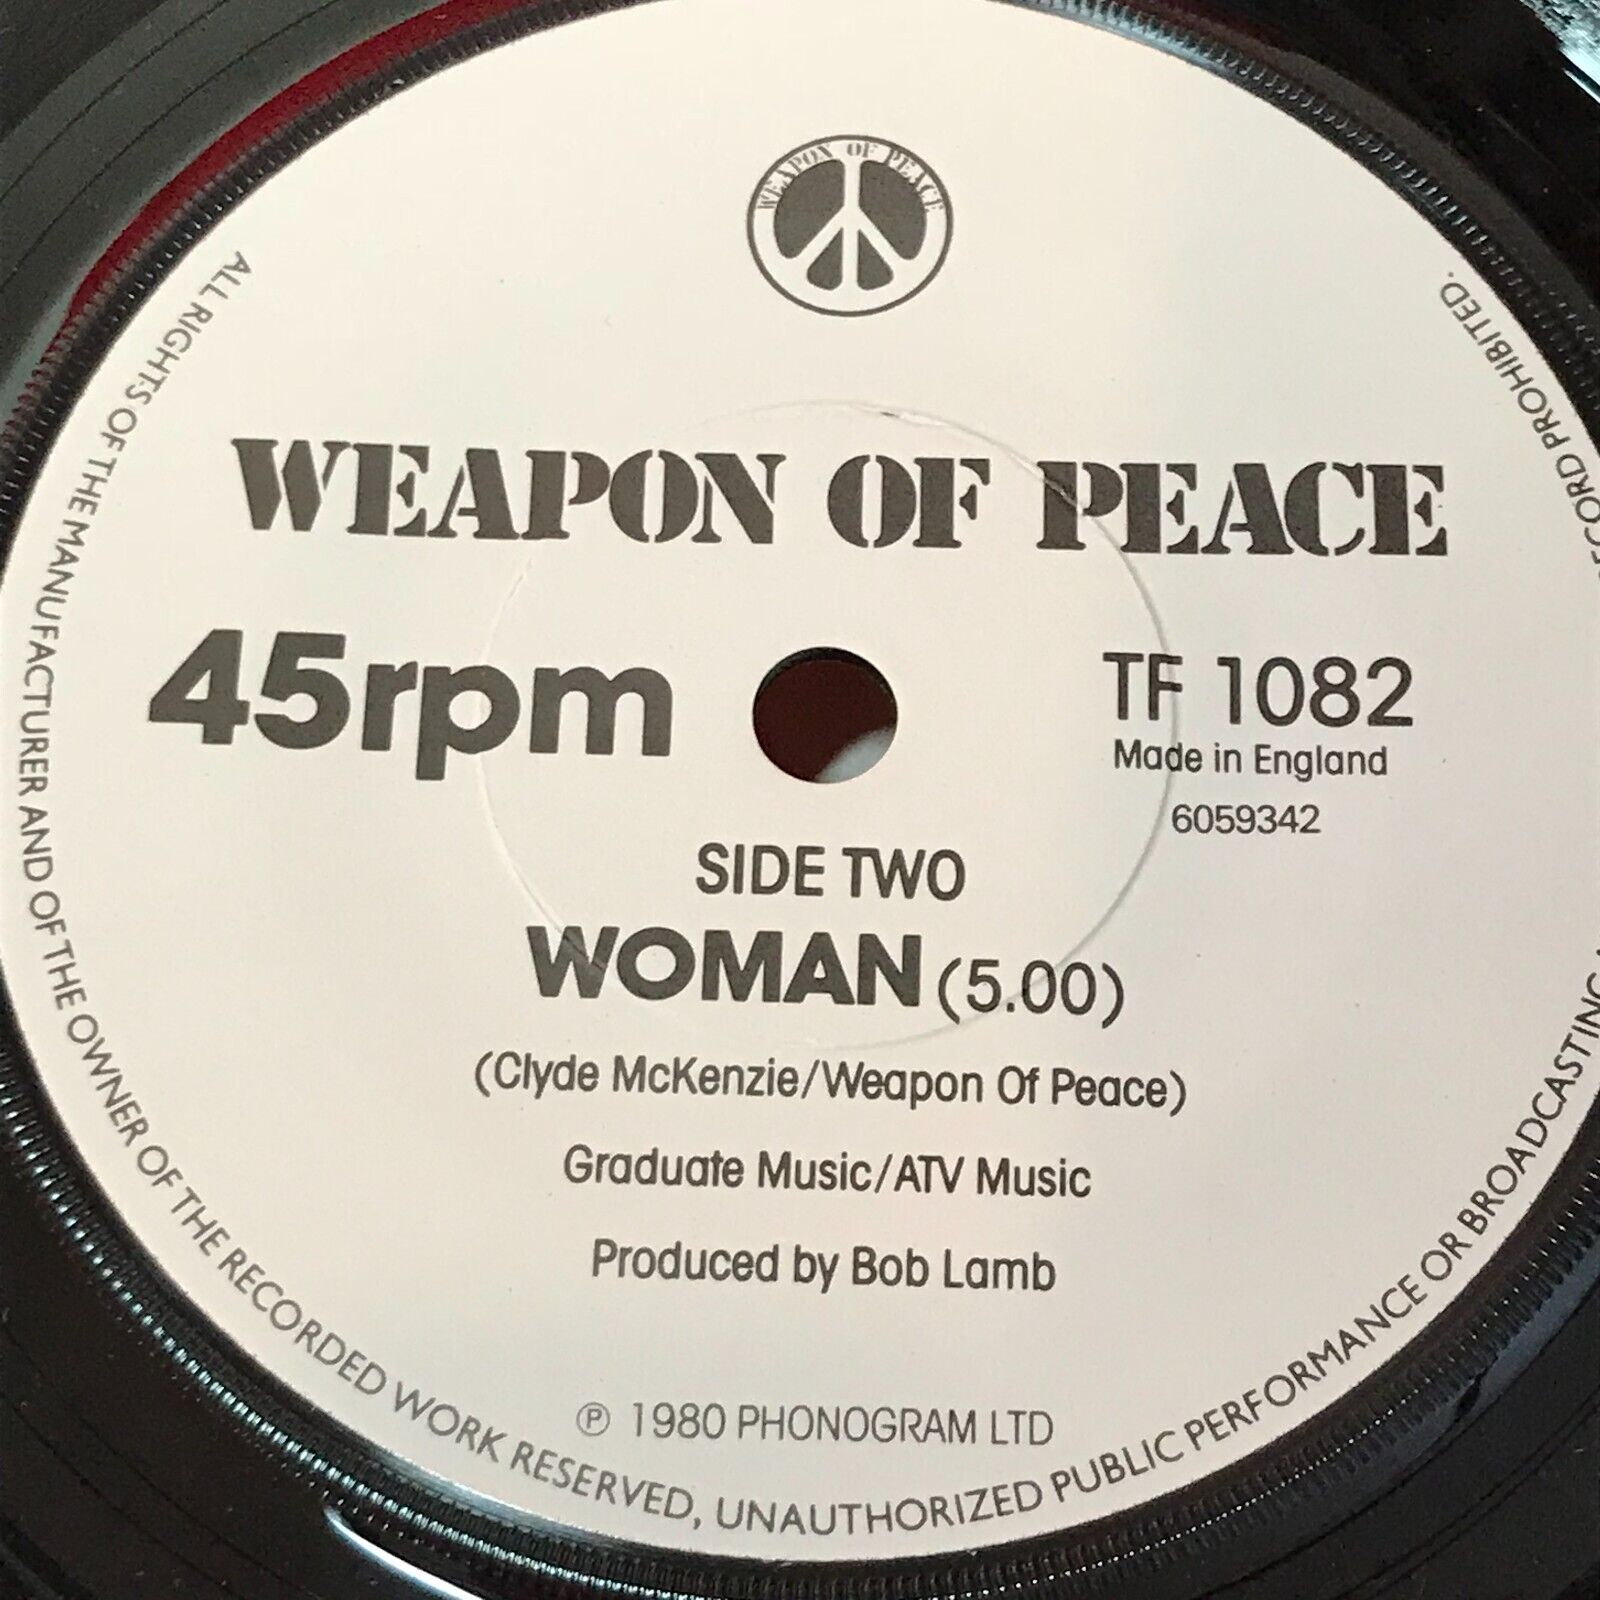 WEAPON OF PEACE
WEAPON OF PEACE
45rpm
TF 1082
Made in England
6059342
SIDE TWO
WOMAN (5.00)
(Clyde McKenzie/Weapon Of Peace)
Graduate Music/ATV Music
Produced by Bob Lamb
℗ 1980 PHONOGRAM LTD
ALL RIGHTS OF THE MANUFACTURER AND OF THE OWNER OF THE RECORDED WORK RESERVED, UNAUTHORIZED PUBLIC PERFORMANCE OR BROADCASTING RECORD PROHIBITED.